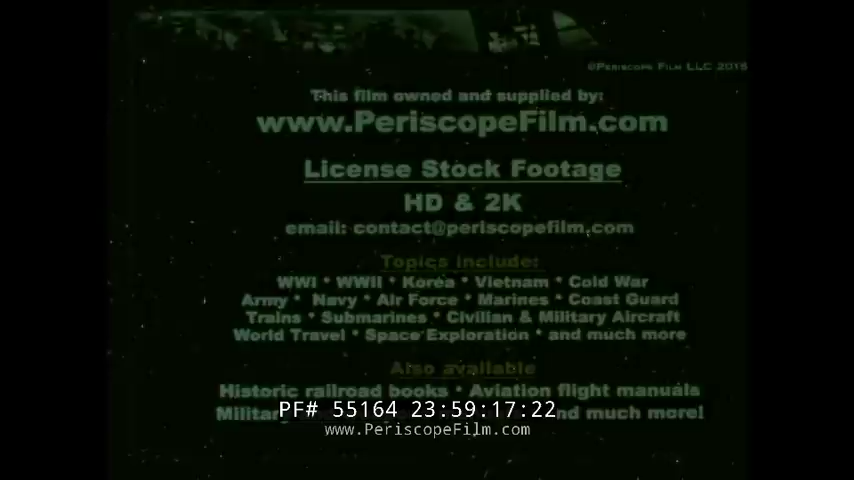 ©Periscope Film LLC 2015
This film owned and supplied by:
www.PeriscopeFilm.com
License Stock Footage
HD & 2K
email: contact@periscopefilm.com
Topics include:
WWI * WWII * Korea * Vietnam * Cold War
Army * Navy * Air Force * Marines * Coast Guard
Trains * Submarines * Civilian & Military Aircraft
World Travel * Space Exploration * and much more
Also available
Historic railroad books * Aviation flight manuals
and much more!
PF# 55164 23:59:17:22
www.PeriscopeFilm.com